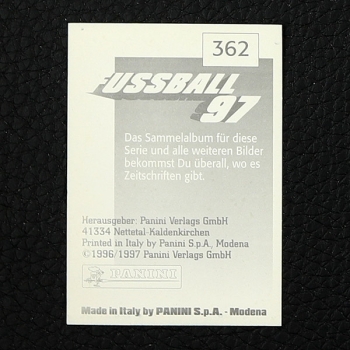 362
FUSSBALL
97
Das Sammelalbum für diese
Serie und alle weiteren Bilder
bekommst Du überall, wo es
Zeitschriften gibt.
Herausgeber: Panini Verlags GmbH
41334 Nettetal-Kaldenkirchen
Printed in Italy by Panini S.p.A., Modena
©1996/1997 Panini Verlags GmbH
PANINI
Made in Italy by PANINI S.p.A. - Modena